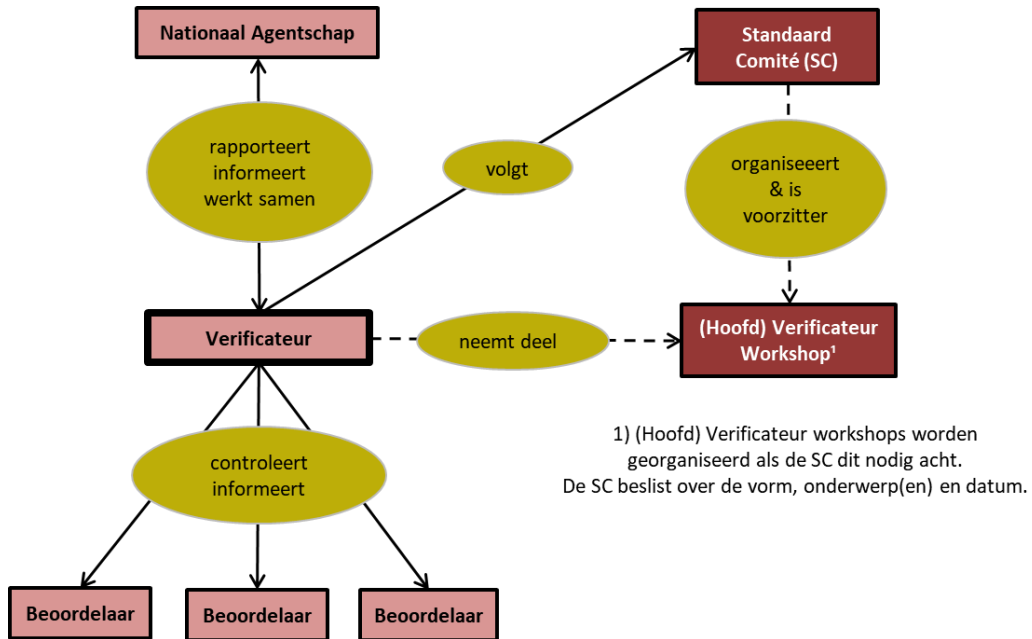 Nationaal Agentschap
Standaard
Comité (SC)
rapporteert
informeert
werkt samen
volgt
organiseeert
& is
voorzitter
Verificateur
neemt deel
(Hoofd) Verificateur
Workshop¹
controleert
informeert
1) (Hoofd) Verificateur workshops worden
georganiseerd als de SC dit nodig acht.
De SC beslist over de vorm, onderwerp(en) en datum.
Beoordelaar
Beoordelaar
Beoordelaar